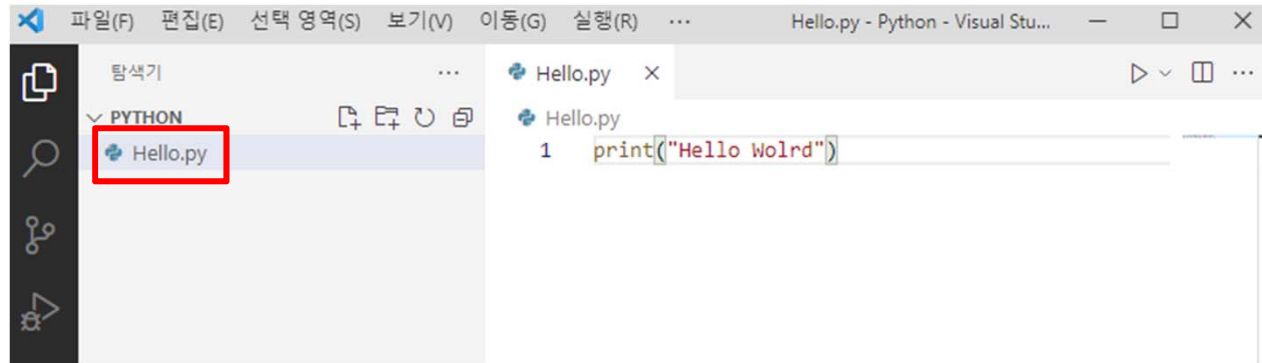 파일(F) 편집(E) 선택 영역(S) 보기(V) 이동(G) 실행(R) ··· Hello.py - Python - Visual Stu...
탐색기 ···
Hello.py ···
PYTHON
Hello.py
Hello.py
1 print("Hello Wolrd")